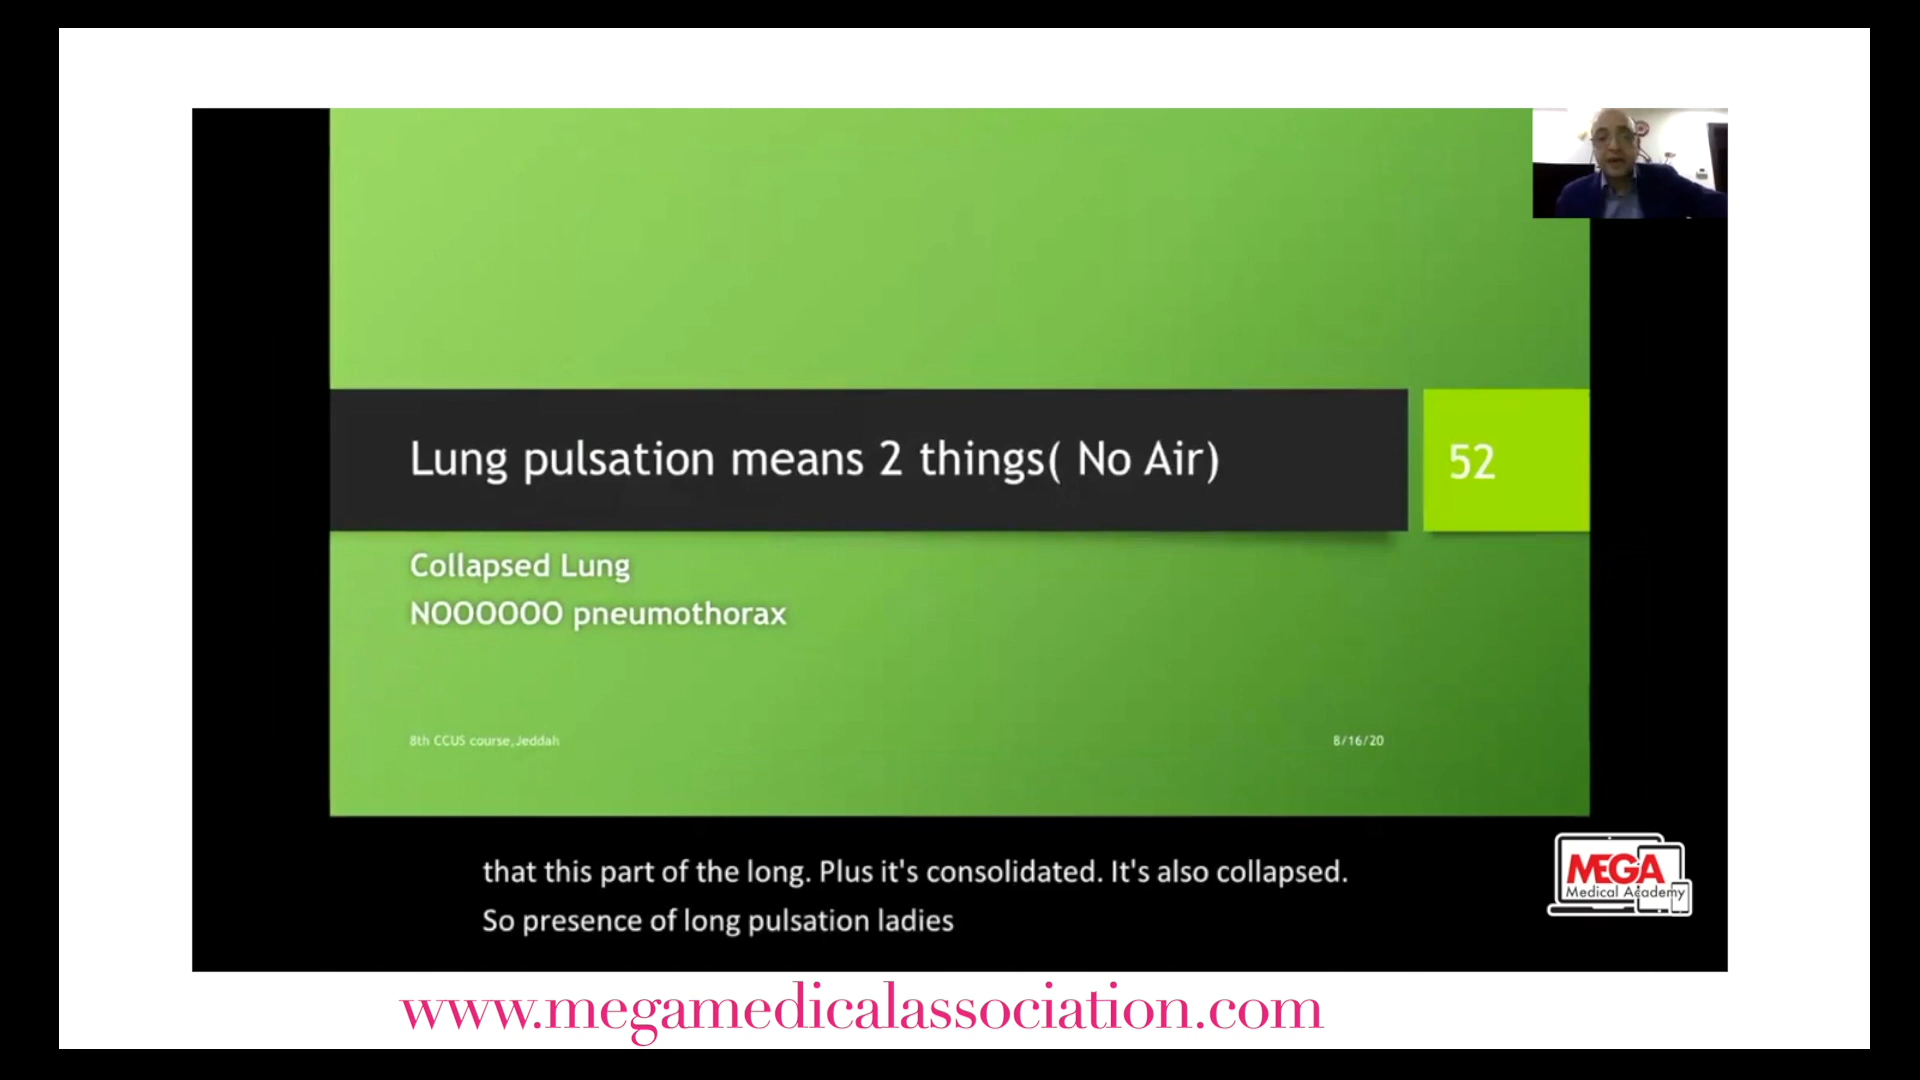 Lung pulsation means 2 things( No Air)
52
Collapsed Lung
NOOOOOO pneumothorax
8th CCUS course,Jeddah
8/16/20
that this part of the long. Plus it's consolidated. It's also collapsed.
So presence of long pulsation ladies
MEGA
Medical Academy
www.megamedicalassociation.com